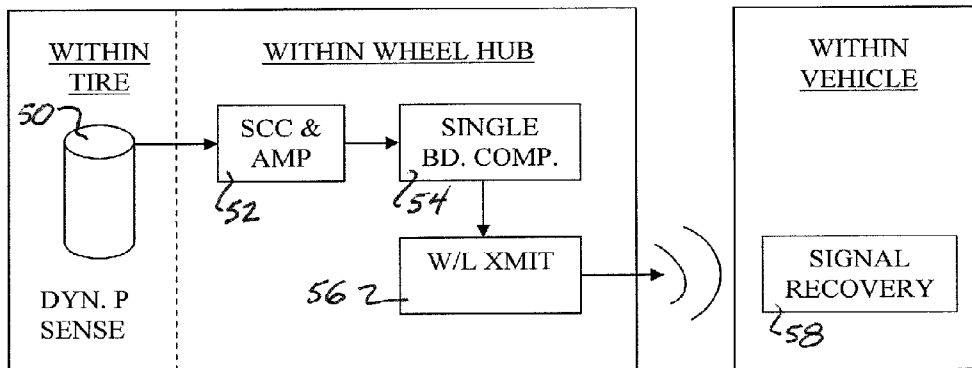 WITHIN
TIRE
50
DYN. P
SENSE
WITHIN WHEEL HUB
SCC &
AMP
52
SINGLE
BD. COMP.
54
W/L XMIT
56
WITHIN
VEHICLE
SIGNAL
RECOVERY
58